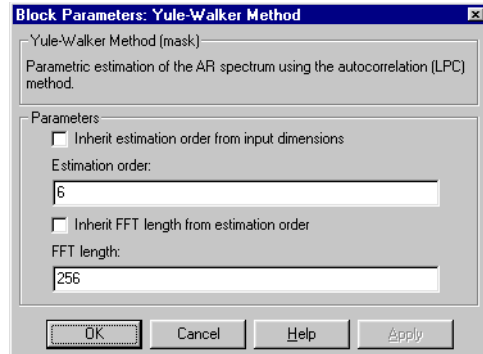 Block Parameters: Yule-Walker Method
Yule-Walker Method (mask)
Parametric estimation of the AR spectrum using the autocorrelation (LPC)
method.
Parameters
Inherit estimation order from input dimensions
Estimation order:
6
Inherit FFT length from estimation order
FFT length:
256
OK Cancel Help Apply